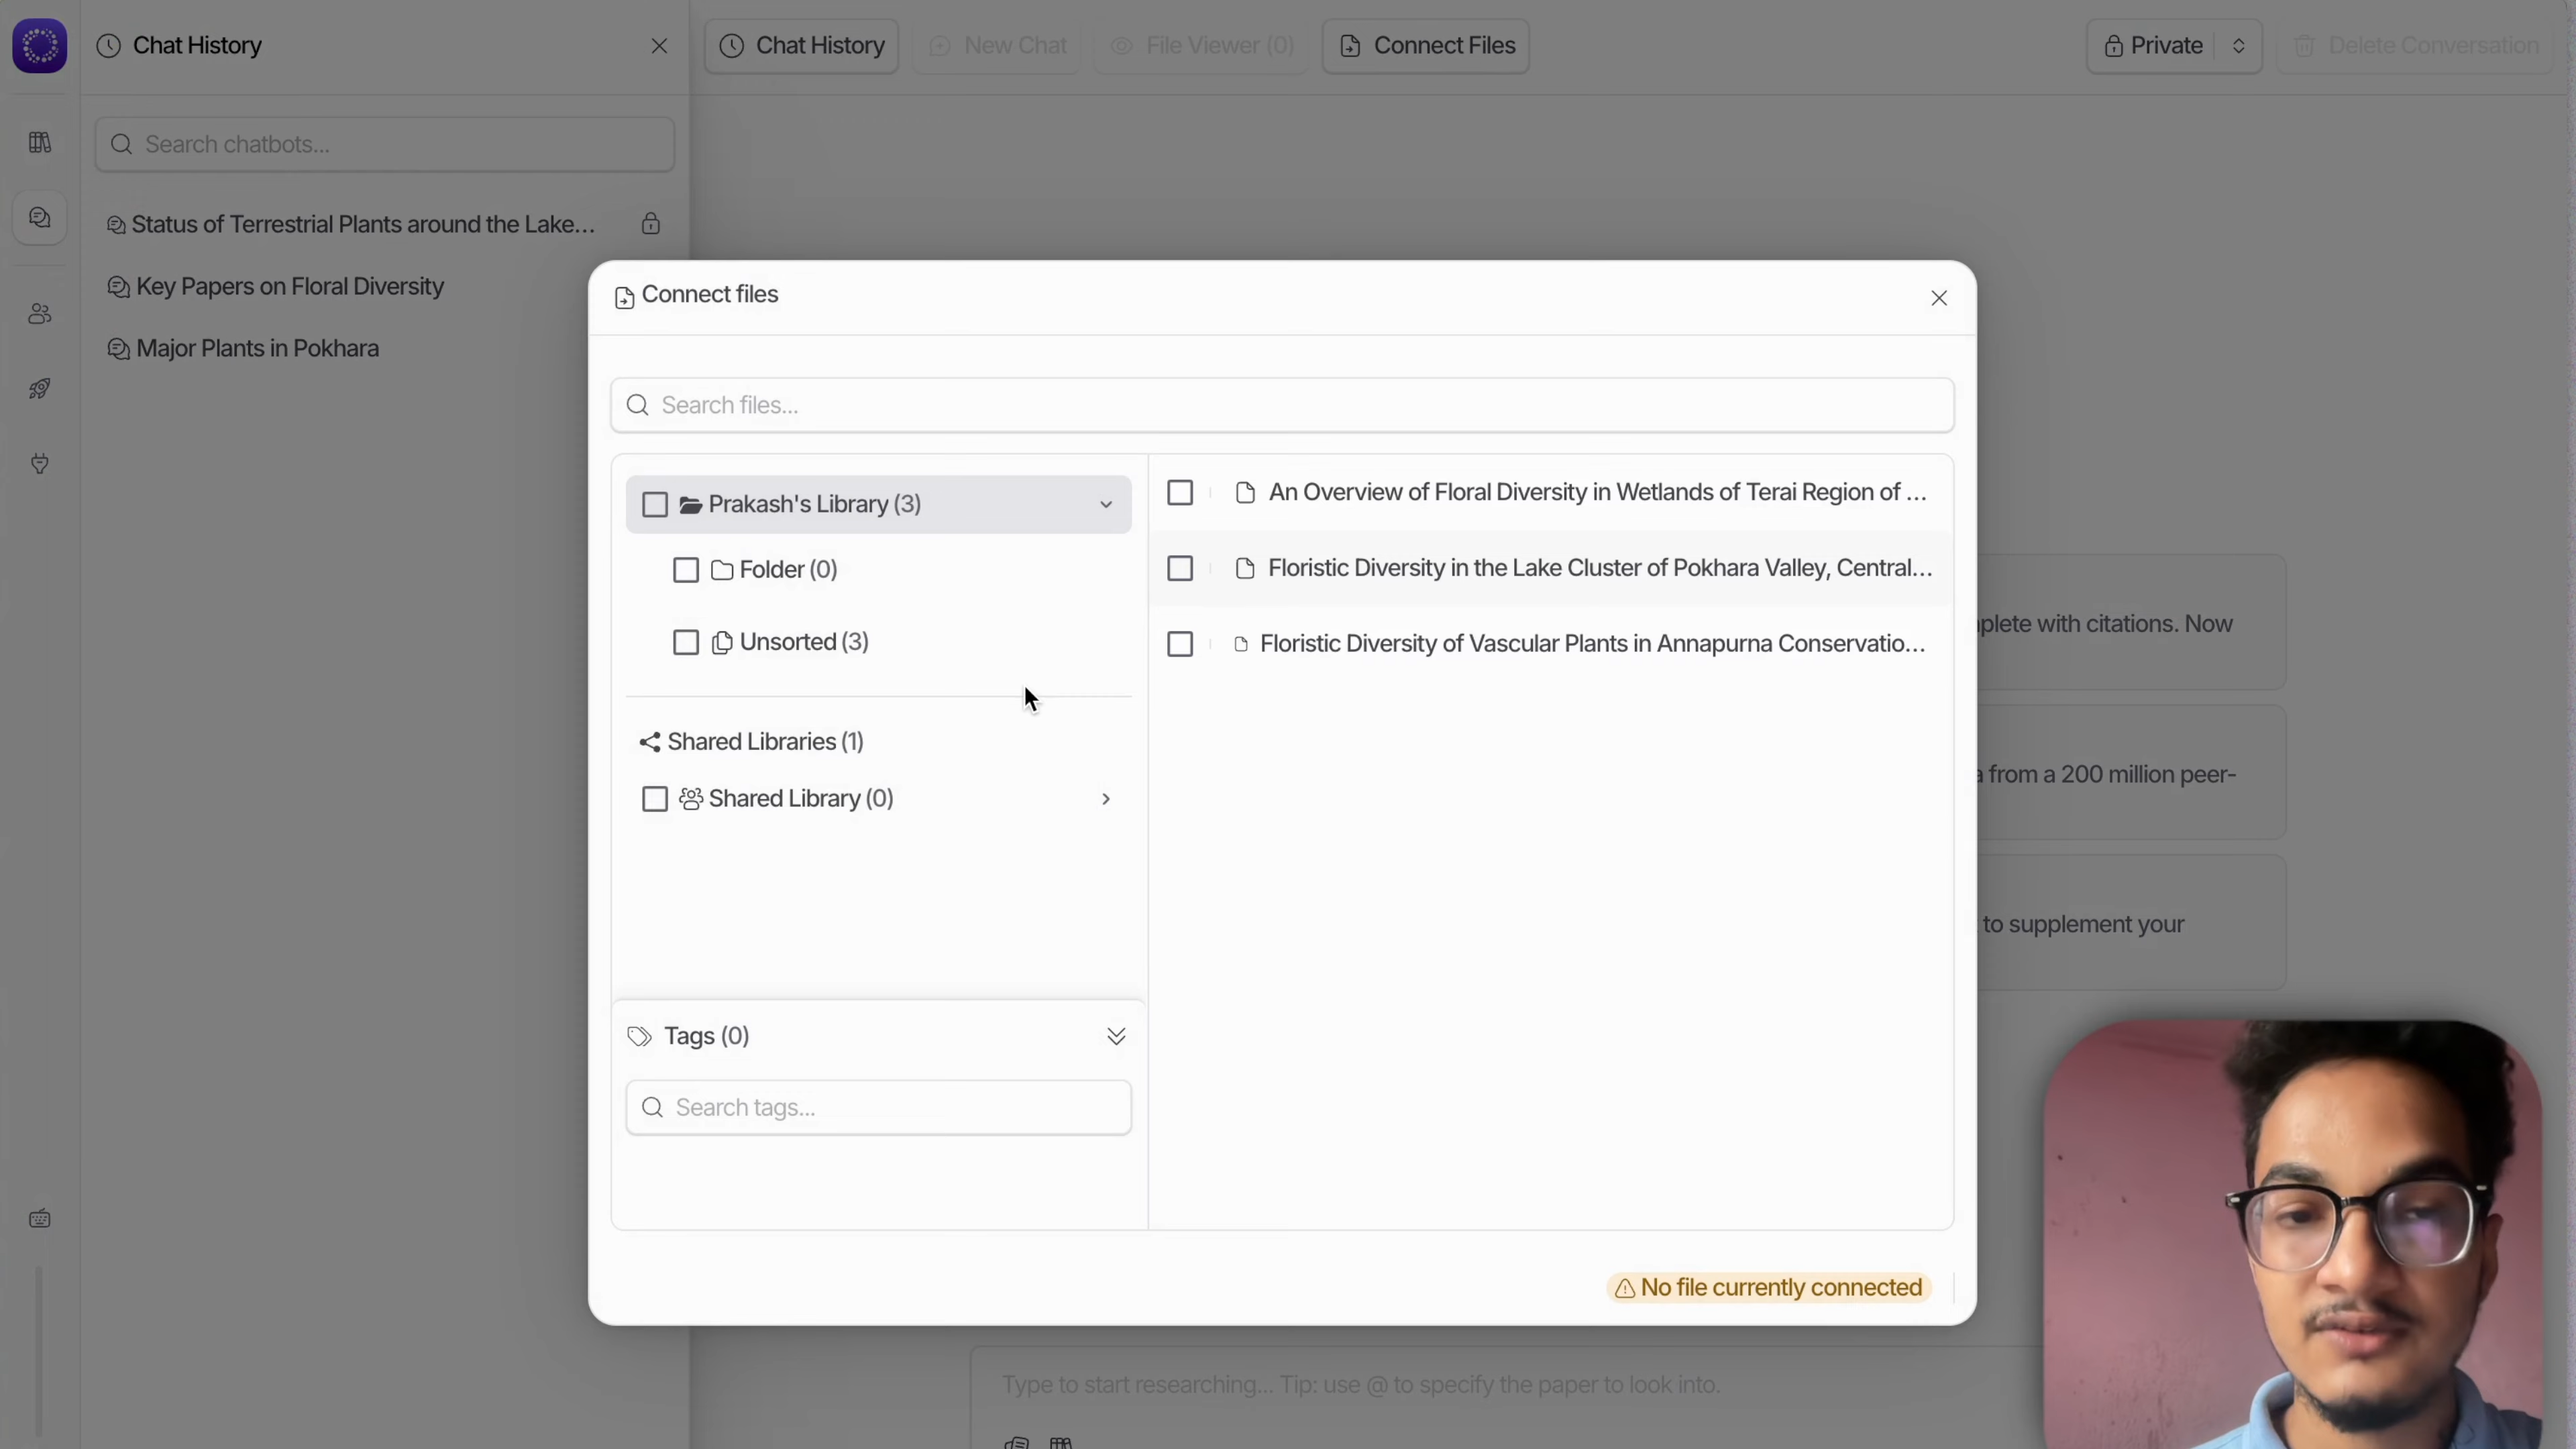 Chat History
Search chatbots...
Status of Terrestrial Plants around the Lake...
Key Papers on Floral Diversity
Major Plants in Pokhara
Chat History
New Chat
File Viewer (0)
Connect Files
Private
Delete Conversation
Connect files
Search files...
Prakash's Library (3)
Folder (0)
Unsorted (3)
Shared Libraries (1)
Shared Library (0)
Tags (0)
Search tags...
An Overview of Floral Diversity in Wetlands of Terai Region of ...
Floristic Diversity in the Lake Cluster of Pokhara Valley, Central...
Floristic Diversity of Vascular Plants in Annapurna Conservatio...
No file currently connected
with citations. Now
from a 200 million peer-
to supplement your
Type to start researching... Tip: use @ to specify the paper to look into.